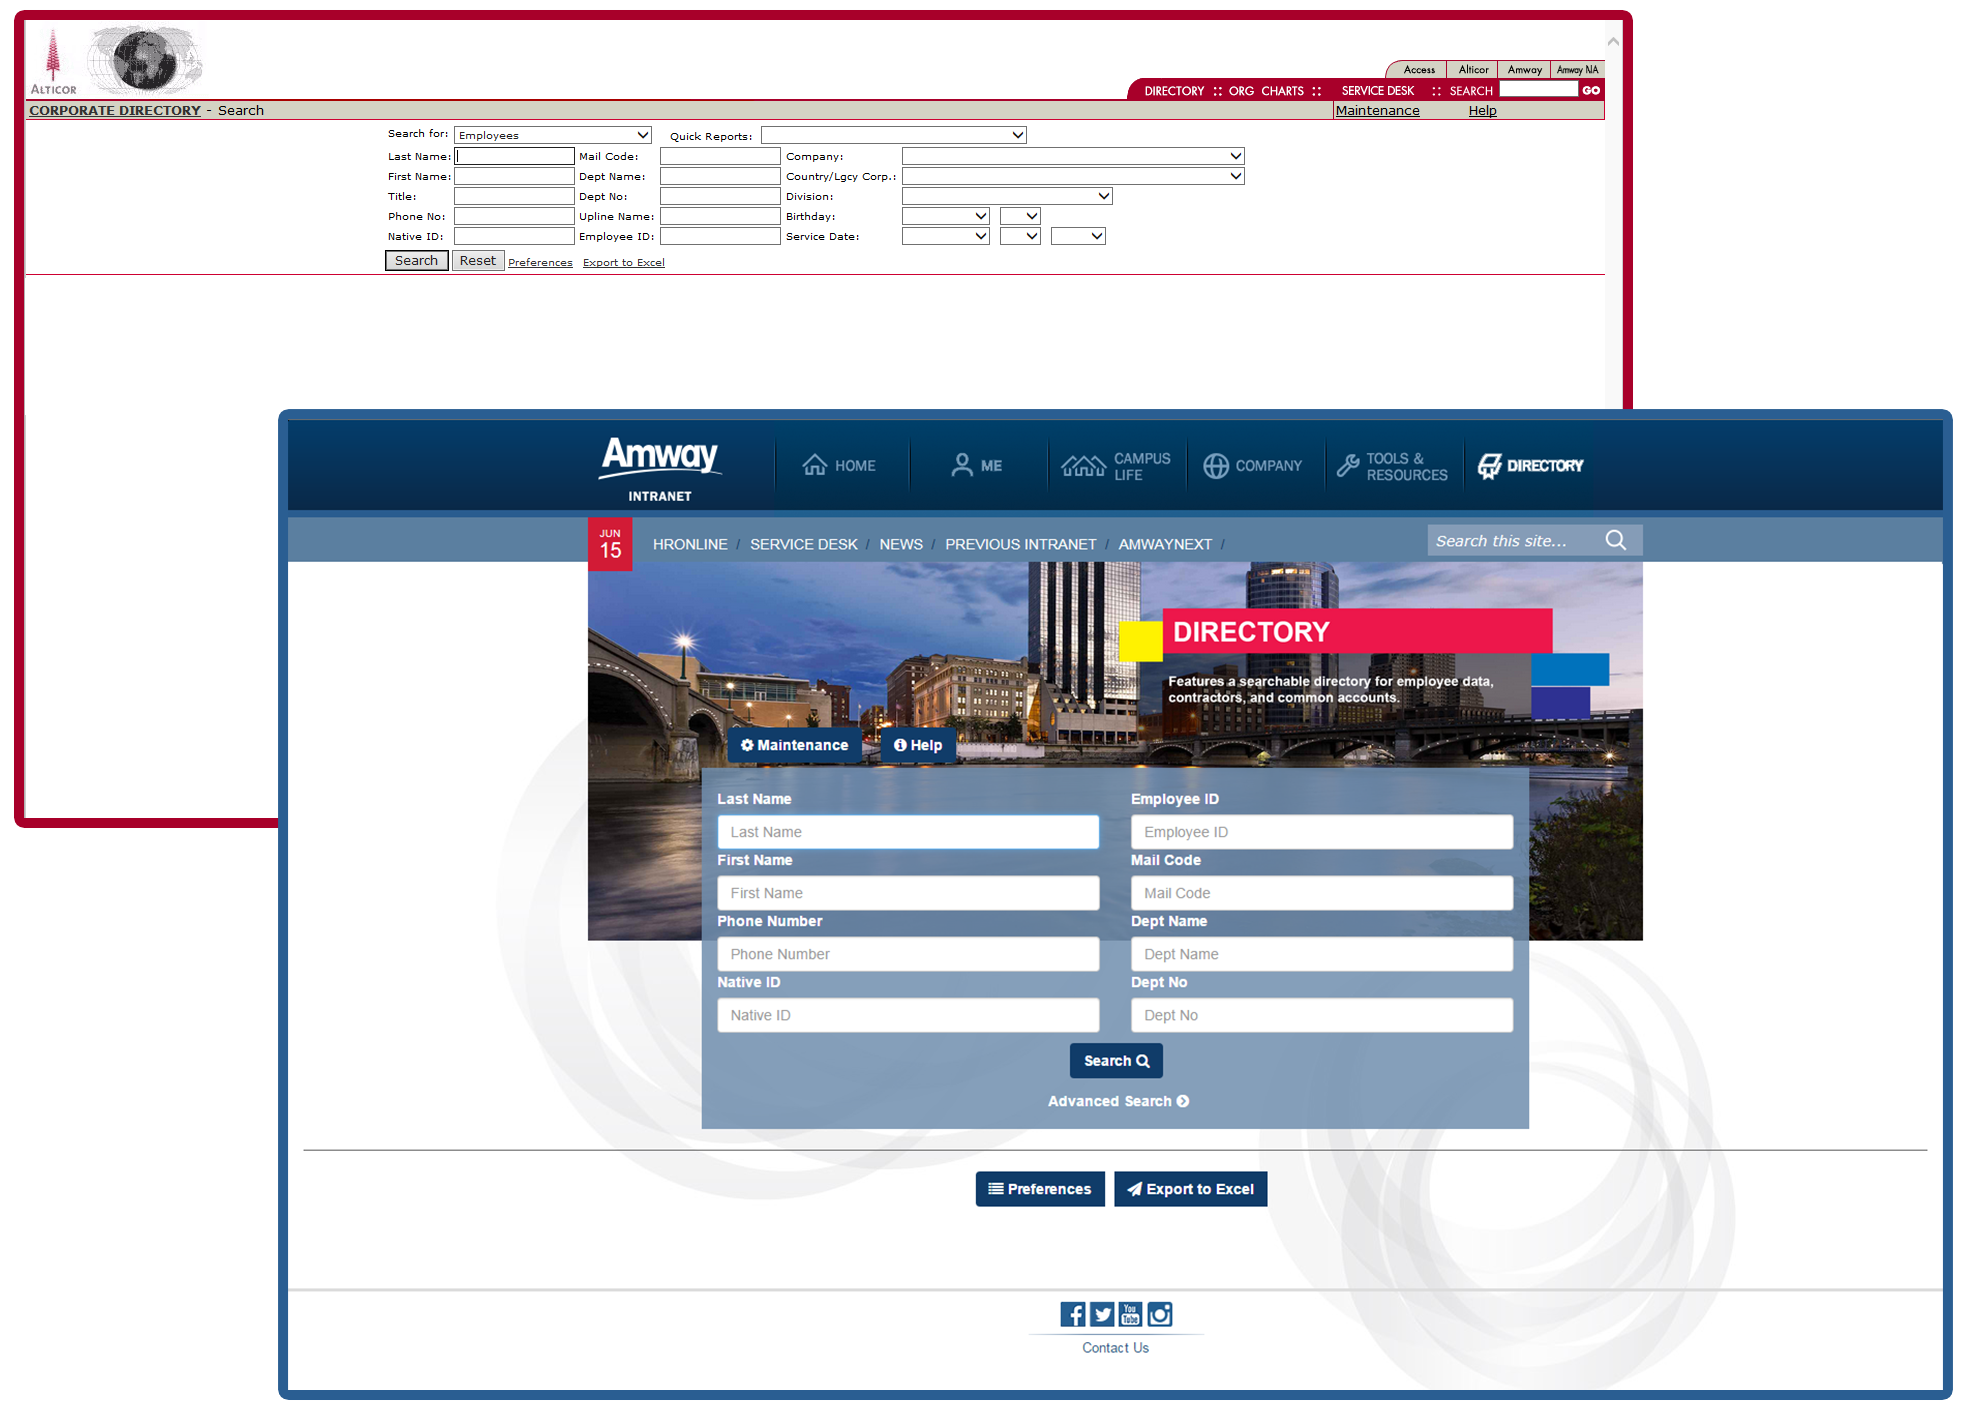 ALTICOR
Access Alticor Amway Amway NA
DIRECTORY :: ORG CHARTS :: SERVICE DESK :: SEARCH GO
CORPORATE DIRECTORY - Search Maintenance Help
Search for: Employees Quick Reports:
Last Name: Mail Code: Company:
First Name: Dept Name: Country/Lgcy Corp.:
Title: Dept No: Division:
Phone No: Upline Name: Birthday:
Native ID: Employee ID: Service Date:
Search Reset Preferences Export to Excel
Amway
INTRANET
HOME
ME
CAMPUS
LIFE
COMPANY
TOOLS &
RESOURCES
DIRECTORY
JUN
15
HRONLINE / SERVICE DESK / NEWS / PREVIOUS INTRANET / AMWAYNEXT /
Search this site...
DIRECTORY
Features a searchable directory for employee data,
contractors, and common accounts.
Maintenance Help
Last Name Employee ID
Last Name Employee ID
First Name Mail Code
First Name Mail Code
Phone Number Dept Name
Phone Number Dept Name
Native ID Dept No
Native ID Dept No
Search
Advanced Search
Preferences Export to Excel
You
Tube
Contact Us